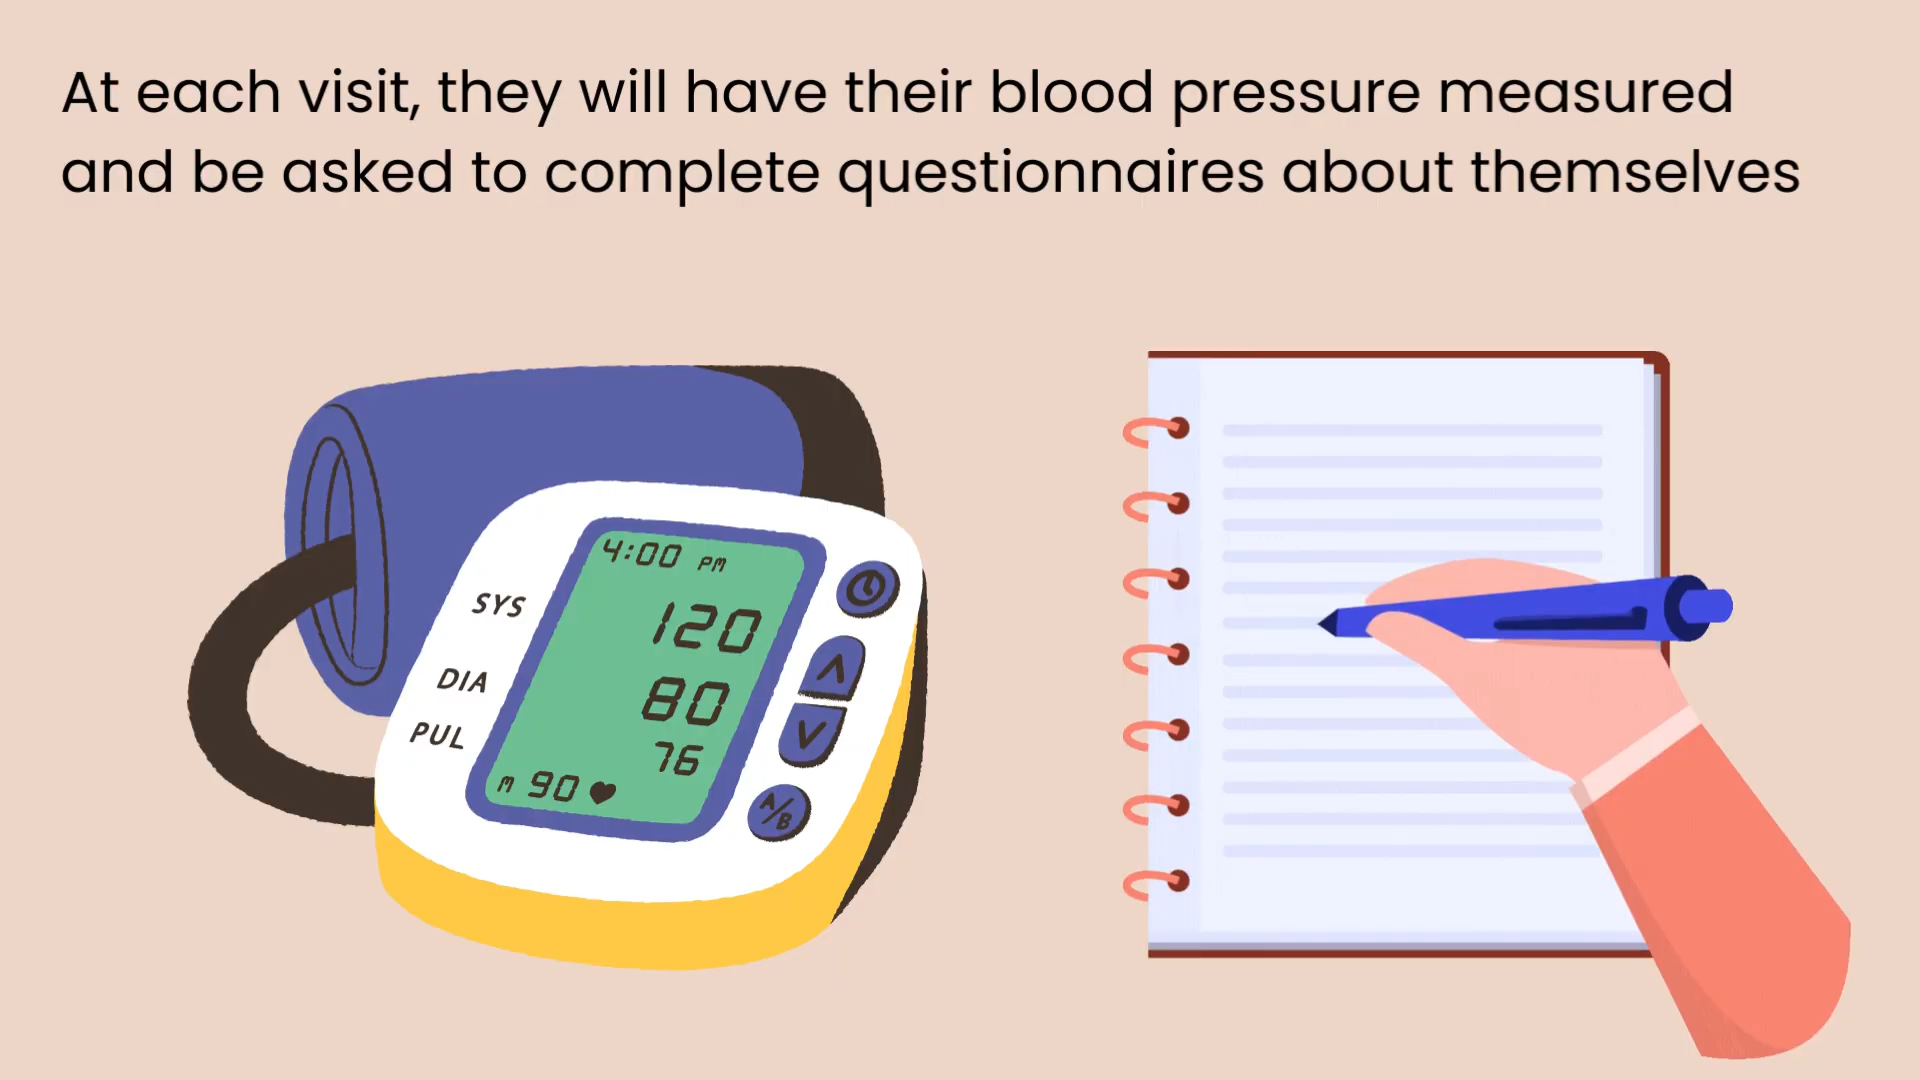 At each visit, they will have their blood pressure measured
and be asked to complete questionnaires about themselves
4:00 PM
SYS 120
DIA 80
PUL 76
m 90
A/B